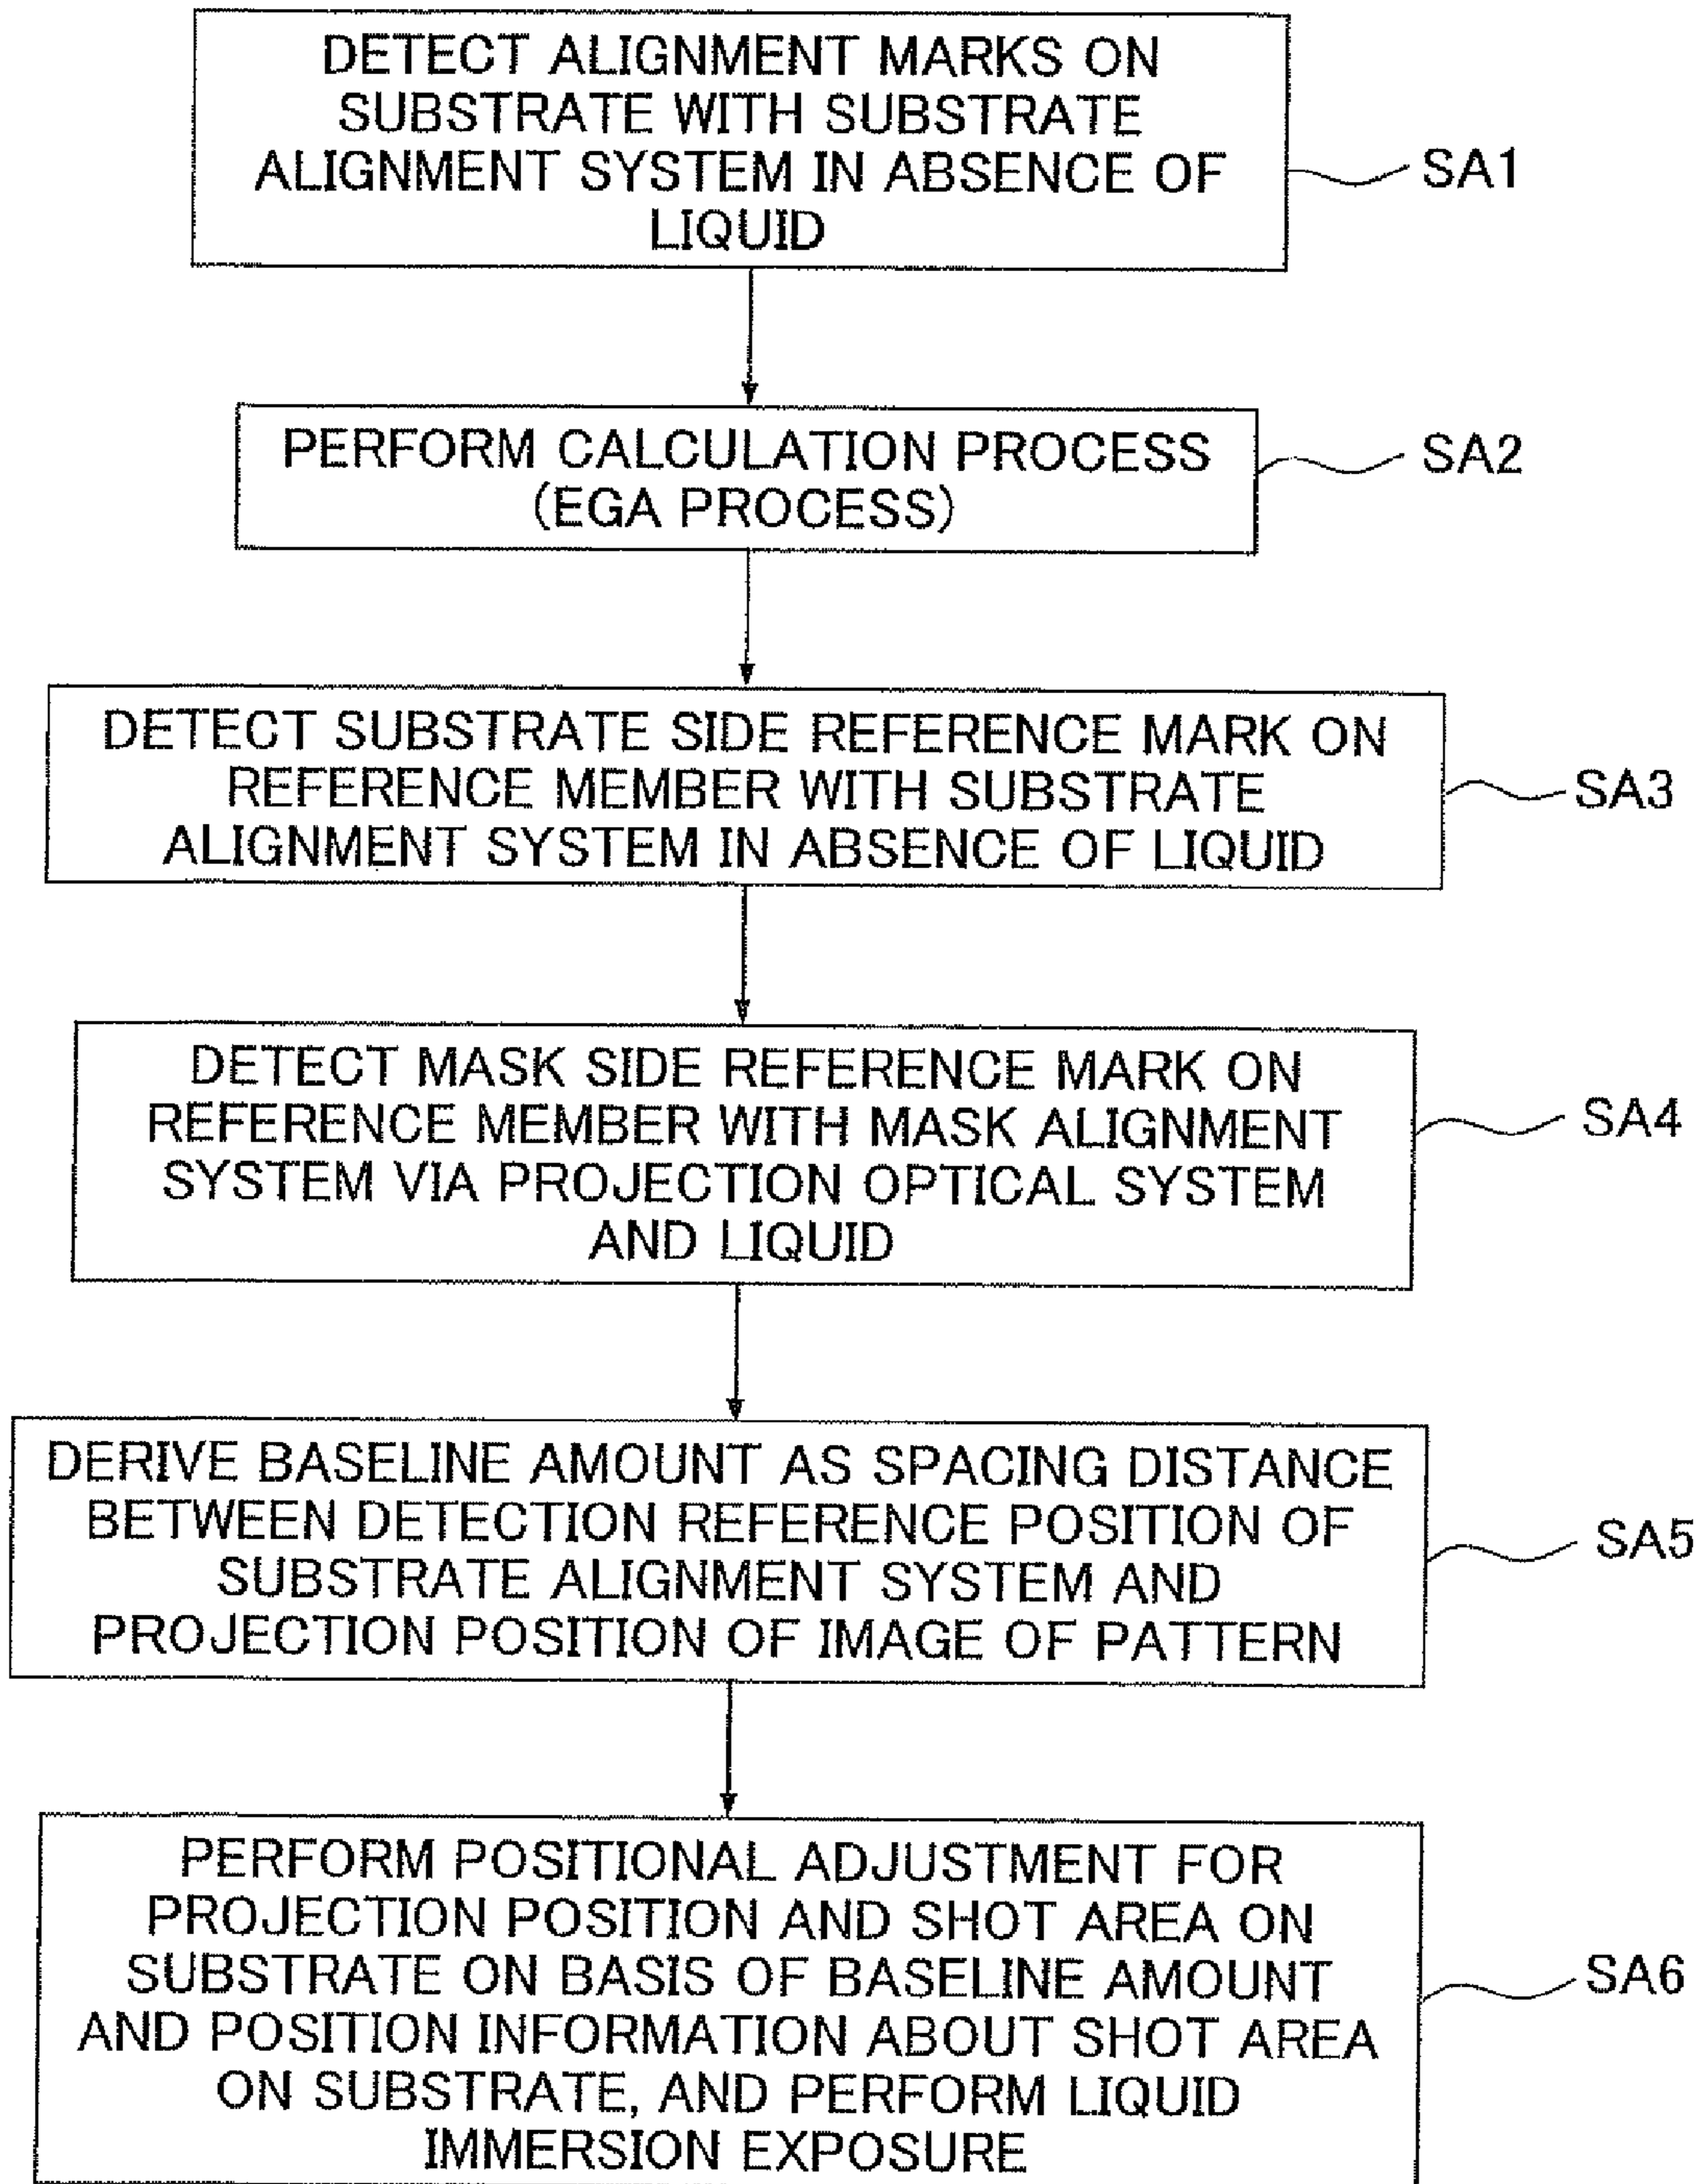 DETECT ALIGNMENT MARKS ON
SUBSTRATE WITH SUBSTRATE
ALIGNMENT SYSTEM IN ABSENCE OF
LIQUID
SA1
PERFORM CALCULATION PROCESS
(EGA PROCESS)
SA2
DETECT SUBSTRATE SIDE REFERENCE MARK ON
REFERENCE MEMBER WITH SUBSTRATE
ALIGNMENT SYSTEM IN ABSENCE OF LIQUID
SA3
DETECT MASK SIDE REFERENCE MARK ON
REFERENCE MEMBER WITH MASK ALIGNMENT
SYSTEM VIA PROJECTION OPTICAL SYSTEM
AND LIQUID
SA4
DERIVE BASELINE AMOUNT AS SPACING DISTANCE
BETWEEN DETECTION REFERENCE POSITION OF
SUBSTRATE ALIGNMENT SYSTEM AND
PROJECTION POSITION OF IMAGE OF PATTERN
SA5
PERFORM POSITIONAL ADJUSTMENT FOR
PROJECTION POSITION AND SHOT AREA ON
SUBSTRATE ON BASIS OF BASELINE AMOUNT
AND POSITION INFORMATION ABOUT SHOT AREA
ON SUBSTRATE, AND PERFORM LIQUID
IMMERSION EXPOSURE
SA6